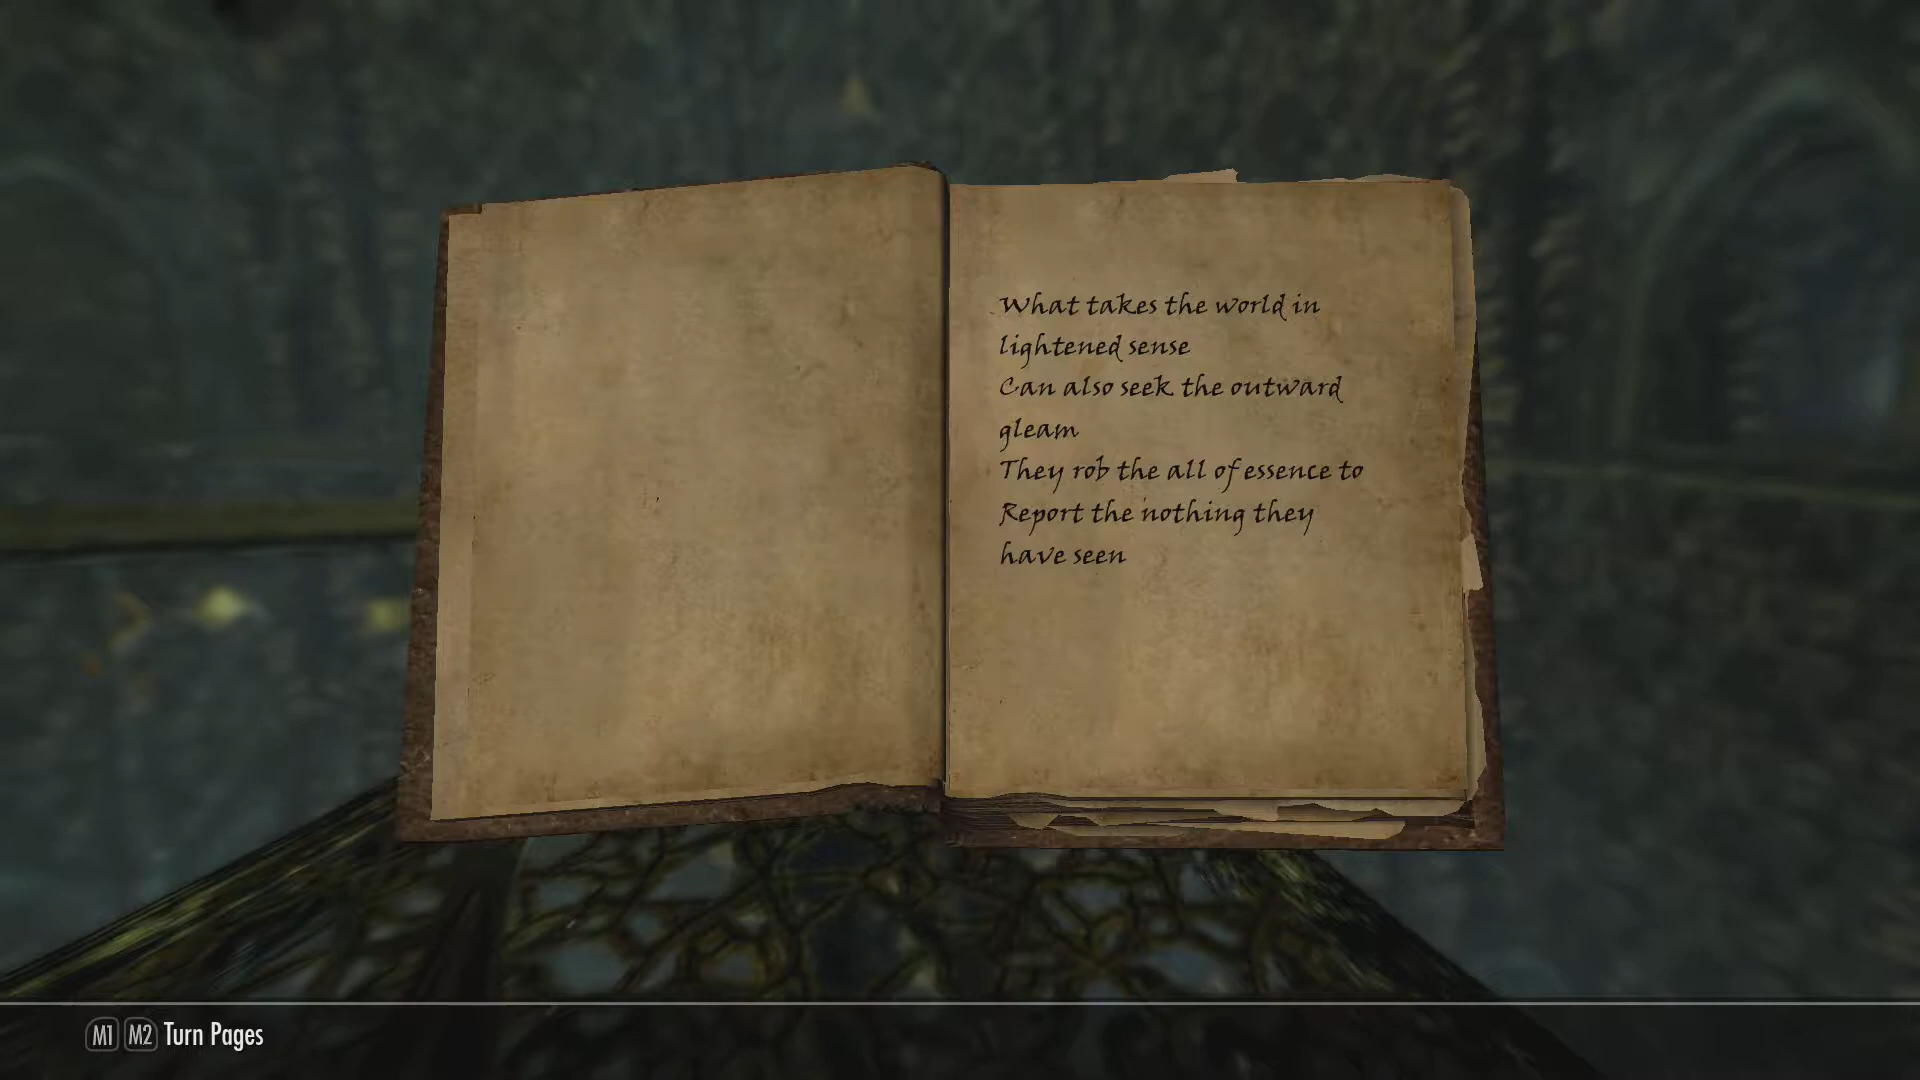 What takes the world in
lightened sense
Can also seek the outward
gleam
They rob the all of essence to
Report the nothing they
have seen
M1 M2 Turn Pages